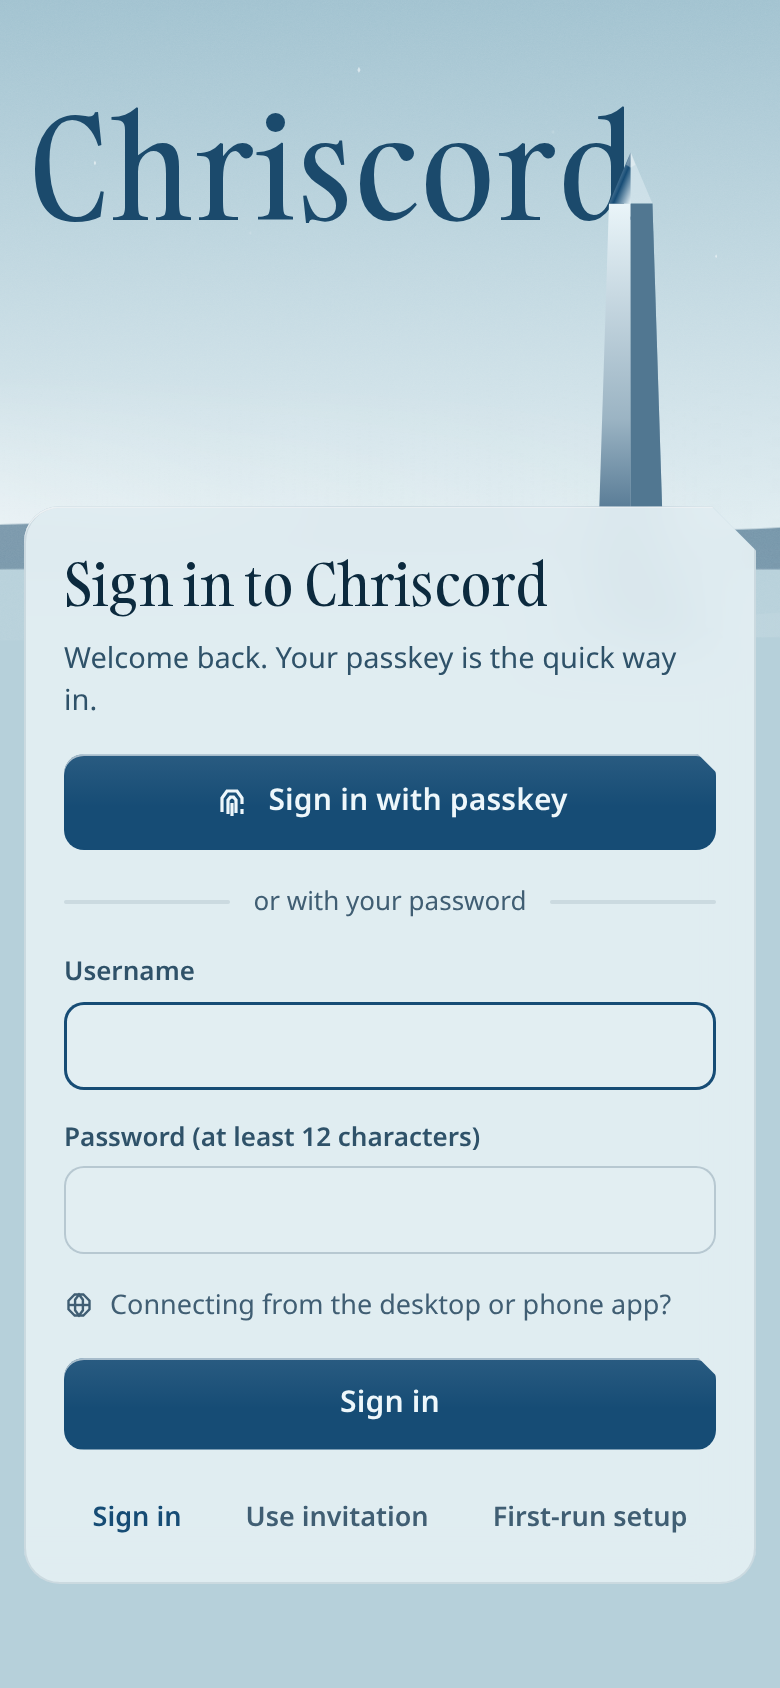 Chriscord
Sign in to Chriscord
Welcome back. Your passkey is the quick way
in.
Sign in with passkey
or with your password
Username
Password (at least 12 characters)
Connecting from the desktop or phone app?
Sign in
Sign in Use invitation First-run setup